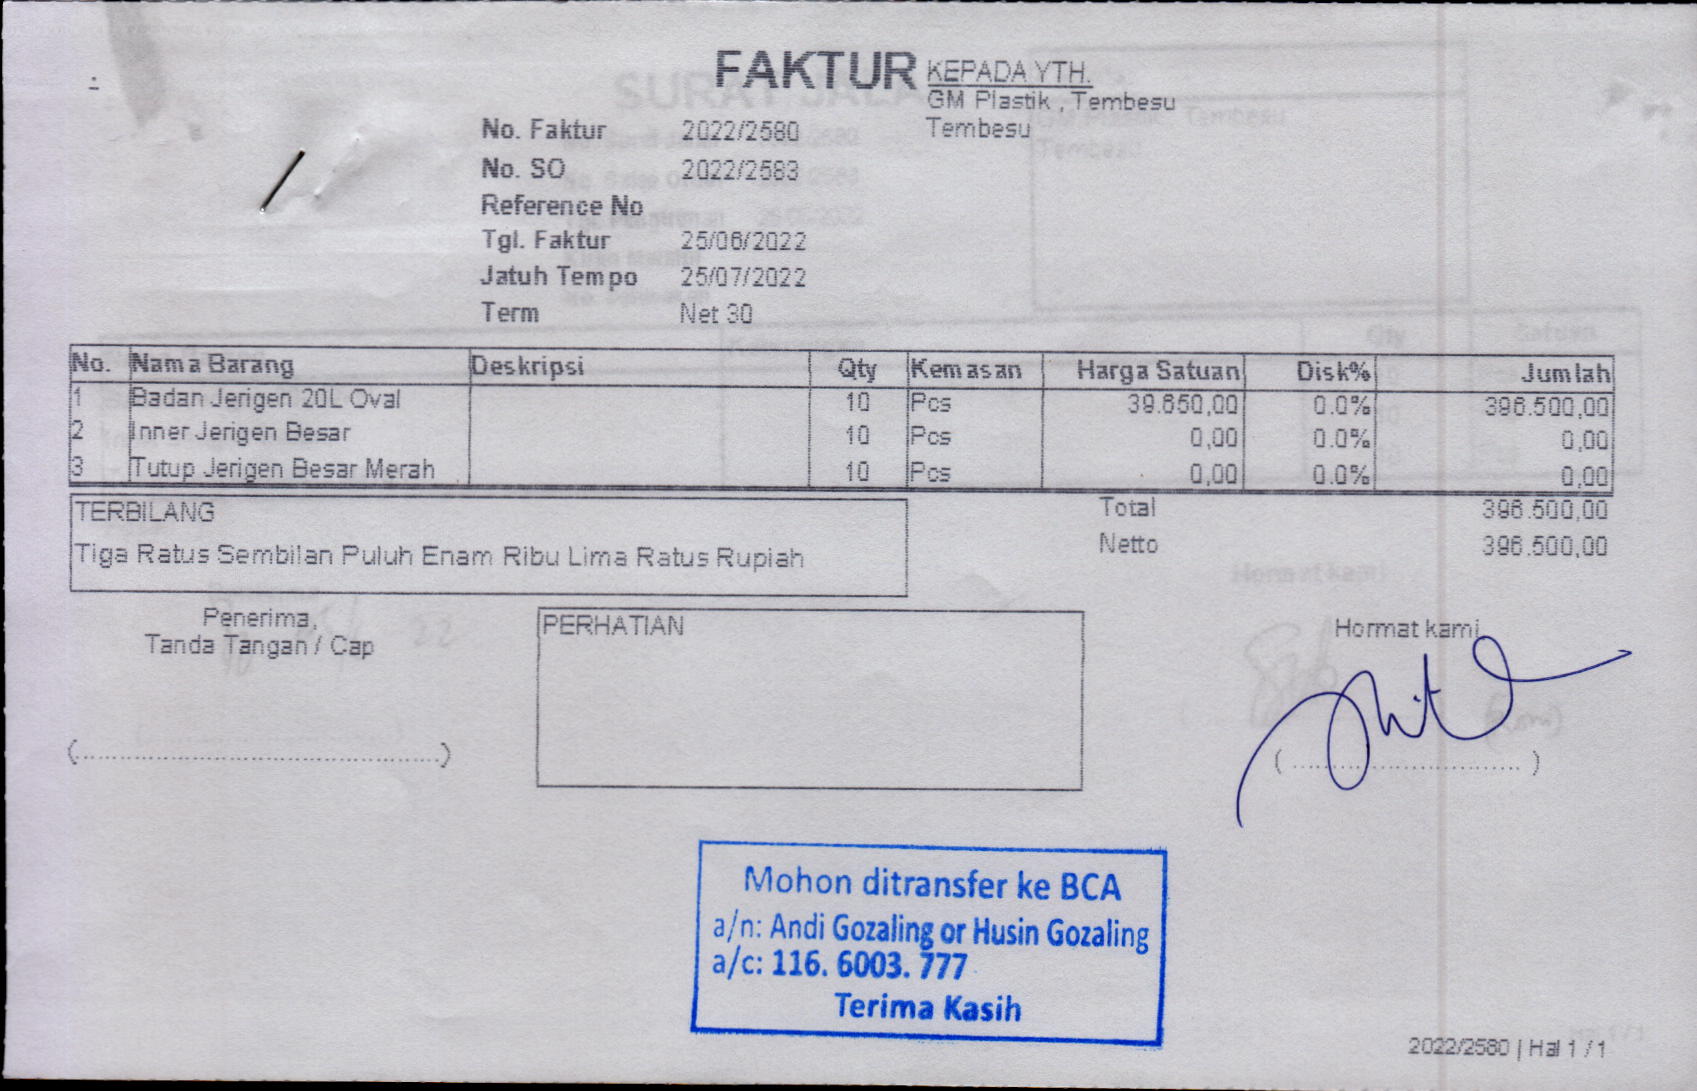 FAKTUR
KEPADA YTH.
GM Plastik , Tembesu
Tembesu
No. Faktur 2022/2580
No. SO 2022/2583
Reference No
Tgl. Faktur 25/06/2022
Jatuh Tempo 25/07/2022
Term Net 30
No. Nama Barang Deskripsi Qty Kemasan Harga Satuan Disk% Jumlah
1 Badan Jerigen 20L Oval 10 Pcs 39.650,00 0.0% 396.500,00
2 Inner Jerigen Besar 10 Pcs 0,00 0.0% 0,00
3 Tutup Jerigen Besar Merah 10 Pcs 0,00 0.0% 0,00
TERBILANG
Tiga Ratus Sembilan Puluh Enam Ribu Lima Ratus Rupiah
Total 396.500,00
Netto 396.500,00
Penerima,
Tanda Tangan / Cap
(............................................)
PERHATIAN
Hormat kami,
(..............................)
Mohon ditransfer ke BCA
a/n: Andi Gozaling or Husin Gozaling
a/c: 116. 6003. 777
Terima Kasih
2022/2580 | Hal 1 / 1